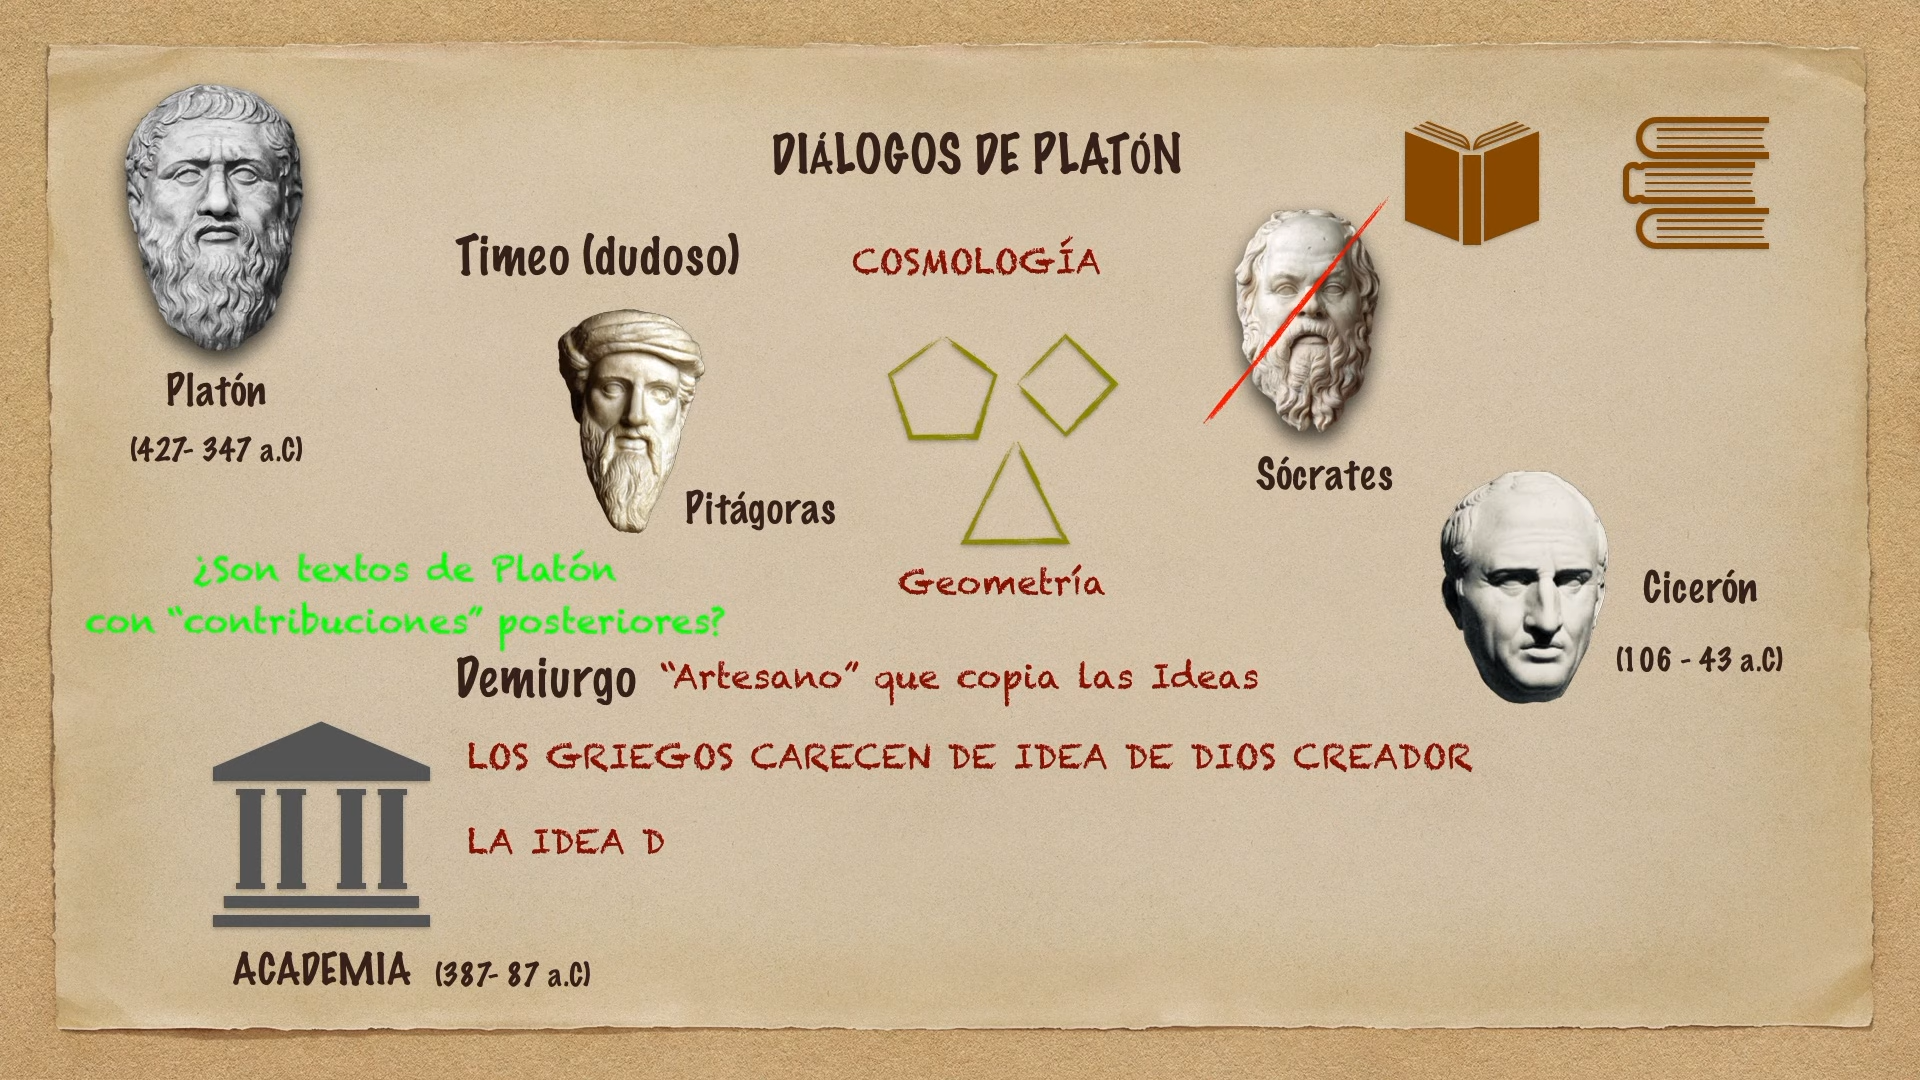 DIÁLOGOS DE PLATÓN
Timeo (dudoso)
COSMOLOGÍA
Platón
(427- 347 a.C)
Pitágoras
Sócrates
¿Son textos de Platón
con “contribuciones” posteriores?
Geometría
Cicerón
(106 - 43 a.C)
Demiurgo “Artesano” que copia las Ideas
LOS GRIEGOS CARECEN DE IDEA DE DIOS CREADOR
LA IDEA D
ACADEMIA (387- 87 a.C)